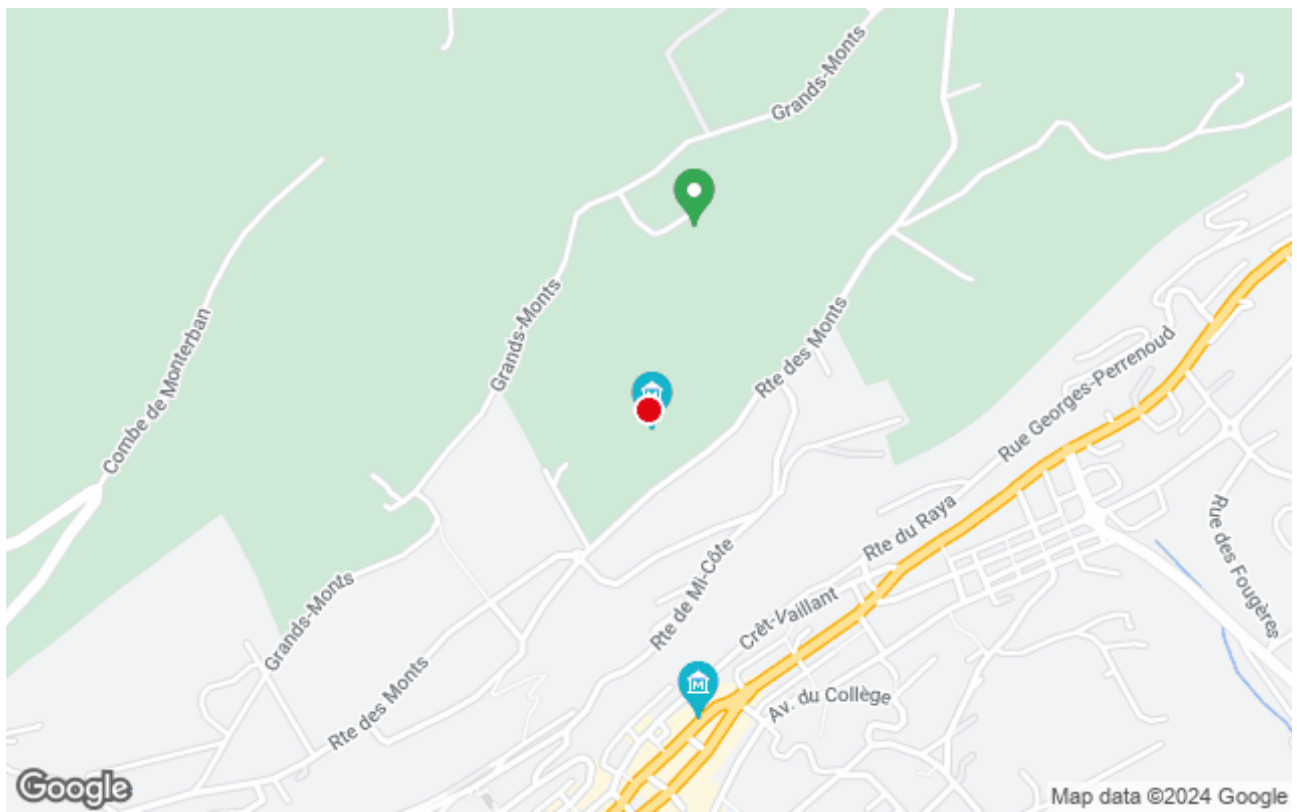 Grands-Monts
Combe de Monterban
Grands-Monts
Rte des Monts
Rue Georges-Perrenoud
Rue des Fougères
Rte du Raya
Rte de Mi-Côte
Crêt-Vaillant
Grands-Monts
Rte des Monts
Av. du Collège
M
M
Google
Map data ©2024 Google